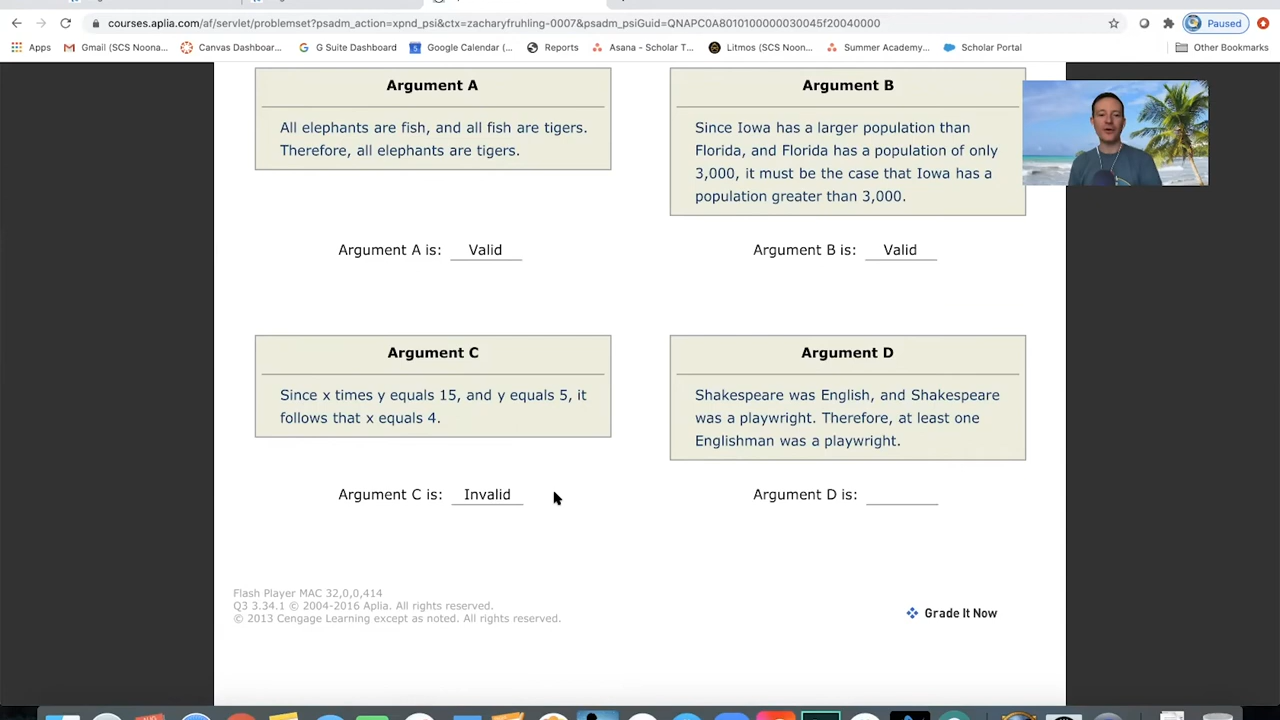 courses.aplia.com/af/servlet/problemset?psadm_action=xpnd_psi&ctx=zacharyfruhling-0007&psadm_psiGuid=QNAPC0A8010100000030045f20040000
Paused
Apps
Gmail (SCS Noona...
Canvas Dashboar...
G Suite Dashboard
Google Calendar (...
Reports
Asana - Scholar T...
Litmos (SCS Noon...
Summer Academy...
Scholar Portal
Other Bookmarks
Argument A
All elephants are fish, and all fish are tigers.
Therefore, all elephants are tigers.
Argument A is: Valid
Argument B
Since Iowa has a larger population than
Florida, and Florida has a population of only
3,000, it must be the case that Iowa has a
population greater than 3,000.
Argument B is: Valid
Argument C
Since x times y equals 15, and y equals 5, it
follows that x equals 4.
Argument C is: Invalid
Argument D
Shakespeare was English, and Shakespeare
was a playwright. Therefore, at least one
Englishman was a playwright.
Argument D is:
Flash Player MAC 32,0,0,414
Q3 3.34.1 © 2004-2016 Aplia. All rights reserved.
© 2013 Cengage Learning except as noted. All rights reserved.
Grade It Now